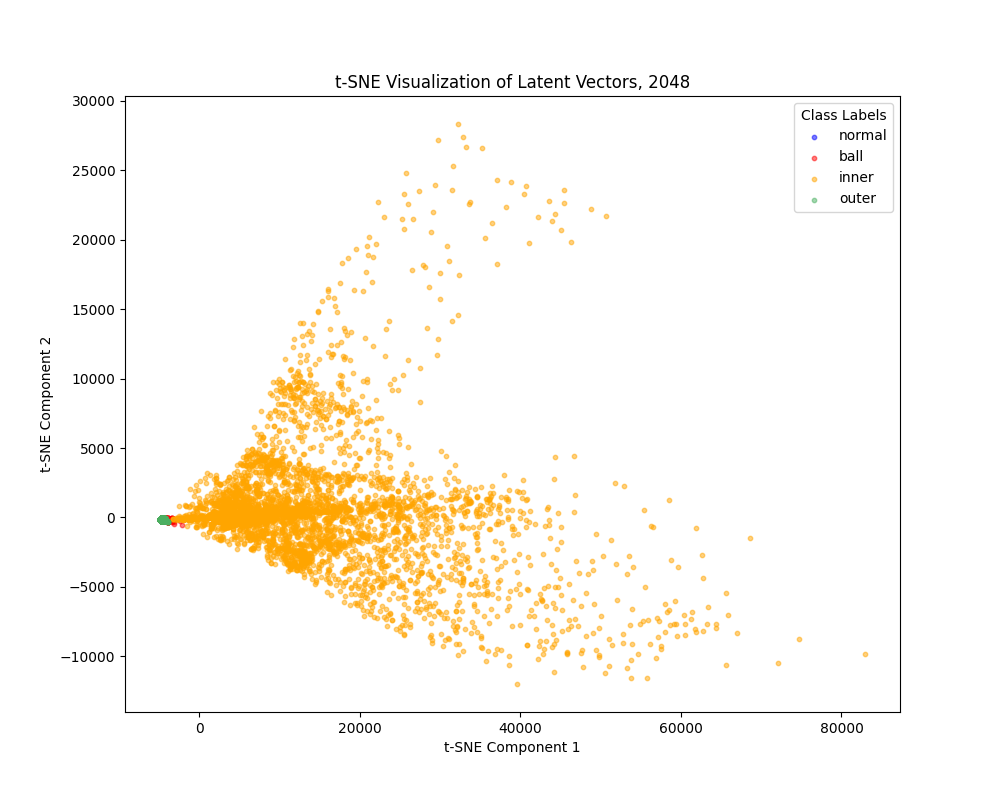 t-SNE Visualization of Latent Vectors, 2048
Class Labels
normal
ball
inner
outer
30000
25000
20000
15000
10000
5000
0
−5000
−10000
t-SNE Component 2
0
20000
40000
60000
80000
t-SNE Component 1